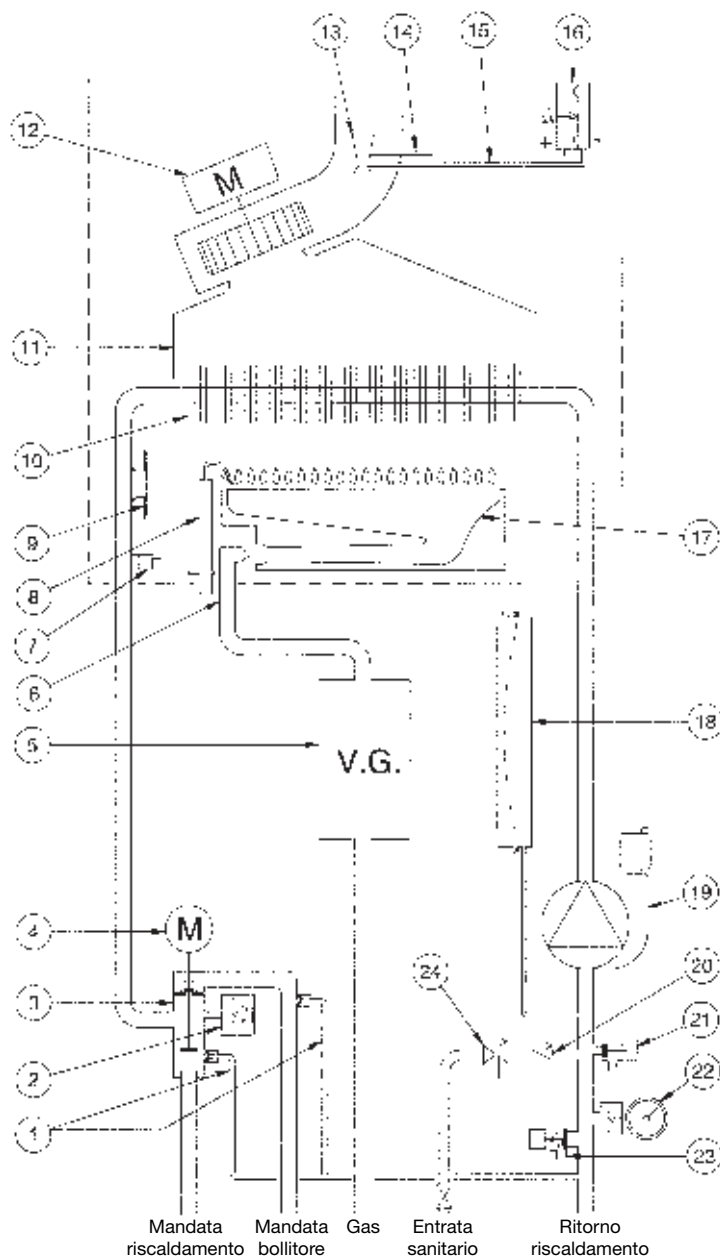 13 14 15 16
12
M
+ -
11
10
9
8
17
7
6
18
5
V.G.
19
4
M
24
20
3
21
2
22
1
23
Mandata riscaldamento
Mandata bollitore
Gas
Entrata sanitario
Ritorno riscaldamento